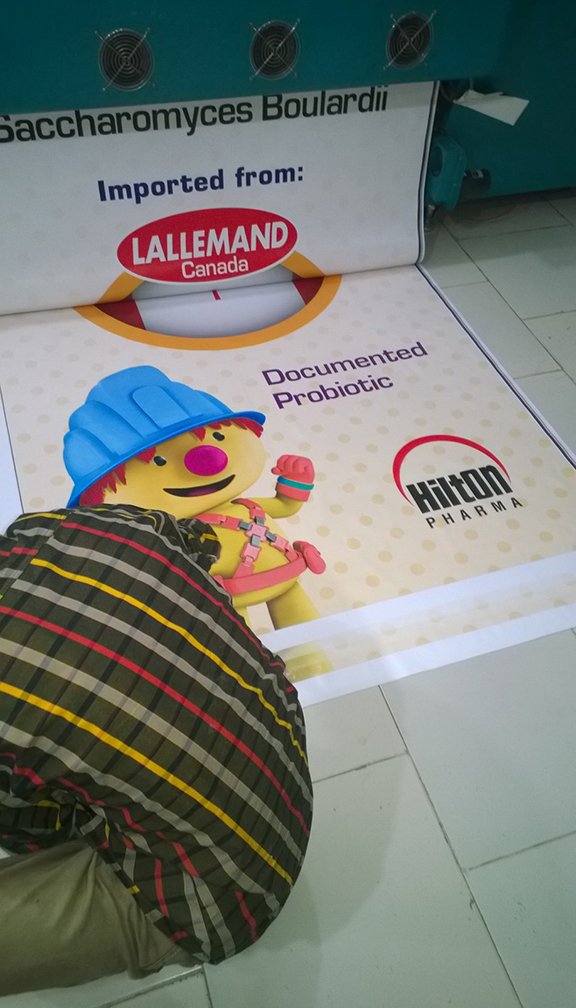 Saccharomyces Boulardii
Imported from:
LALLEMAND
Canada
Documented
Probiotic
Hilton
PHARMA